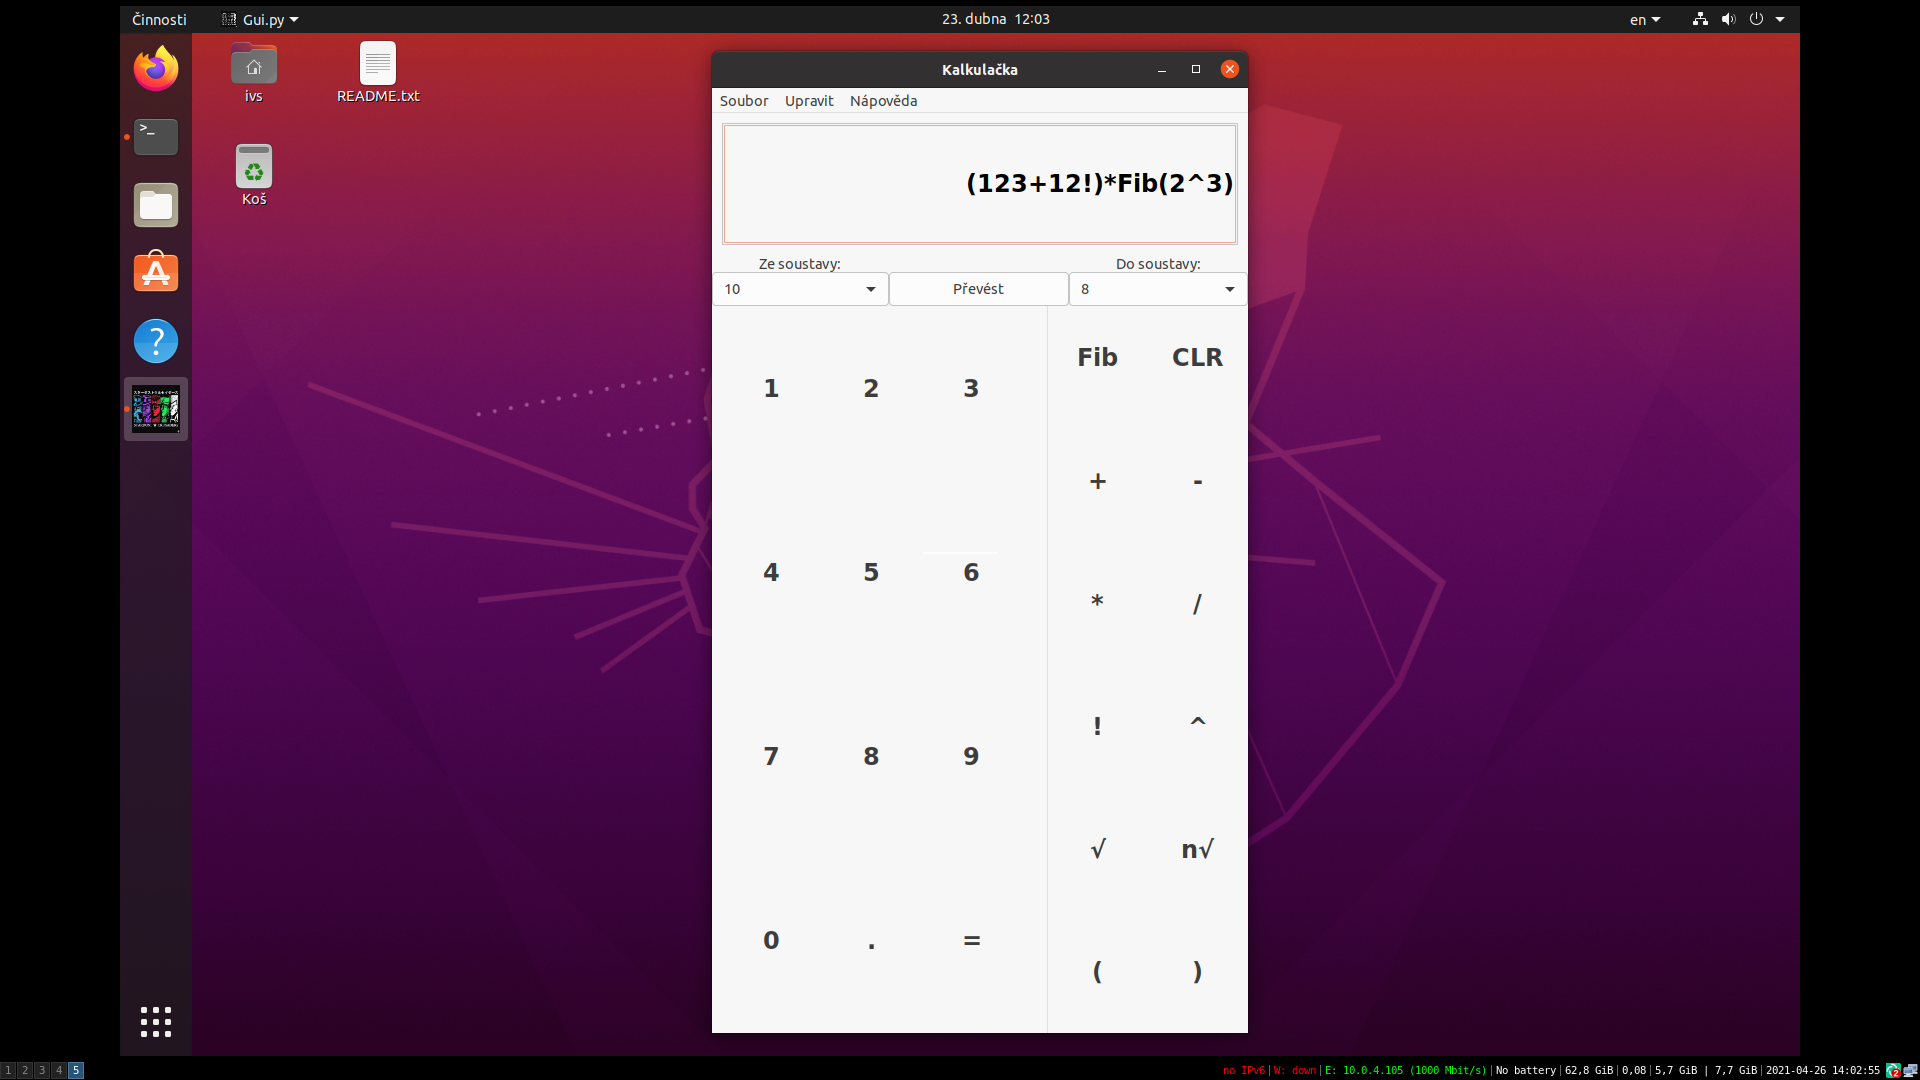 Činnosti
Gui.py
23. dubna 12:03
en
ivs
README.txt
Koš
>_
Kalkulačka
Soubor Upravit Nápověda
(123+12!)*Fib(2^3)
Ze soustavy:
Do soustavy:
10
Převést
8
1 2 3
4 5 6
7 8 9
0 . =
Fib CLR
+ -
* /
! ^
√ n√
( )
1 2 3 4 5
no IPv6|W: down|E: 10.0.4.105 (1000 Mbit/s)|No battery|62,8 GiB|0,08|5,7 GiB | 7,7 GiB|2021-04-26 14:02:55